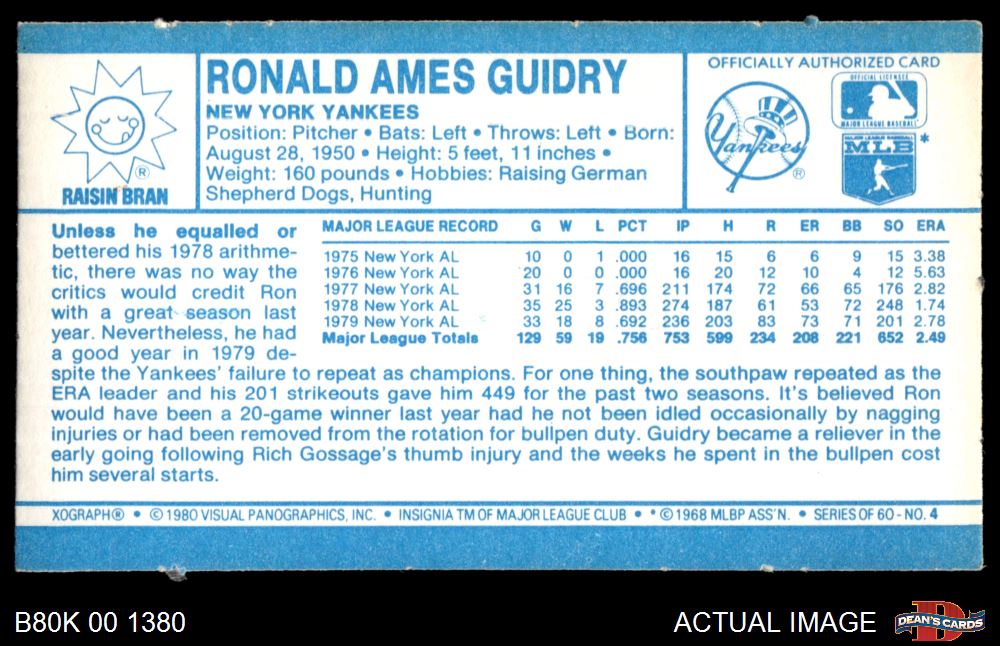 RAISIN BRAN
®
RONALD AMES GUIDRY
NEW YORK YANKEES
Position: Pitcher • Bats: Left • Throws: Left • Born:
August 28, 1950 • Height: 5 feet, 11 inches •
Weight: 160 pounds • Hobbies: Raising German
Shepherd Dogs, Hunting
OFFICIALLY AUTHORIZED CARD
Yankees
®
OFFICIAL LICENSEE
MAJOR LEAGUE BASEBALL
MAJOR LEAGUE BASEBALL
MLB
*
Unless he equalled or
bettered his 1978 arithme-
tic, there was no way the
critics would credit Ron
with a great season last
year. Nevertheless, he had
a good year in 1979 de-
MAJOR LEAGUE RECORD G W L PCT IP H R ER BB SO ERA
1975 New York AL 10 0 1 .000 16 15 6 6 9 15 3.38
1976 New York AL 20 0 0 .000 16 20 12 10 4 12 5.63
1977 New York AL 31 16 7 .696 211 174 72 66 65 176 2.82
1978 New York AL 35 25 3 .893 274 187 61 53 72 248 1.74
1979 New York AL 33 18 8 .692 236 203 83 73 71 201 2.78
Major League Totals 129 59 19 .756 753 599 234 208 221 652 2.49
spite the Yankees' failure to repeat as champions. For one thing, the southpaw repeated as the
ERA leader and his 201 strikeouts gave him 449 for the past two seasons. It's believed Ron
would have been a 20-game winner last year had he not been idled occasionally by nagging
injuries or had been removed from the rotation for bullpen duty. Guidry became a reliever in the
early going following Rich Gossage's thumb injury and the weeks he spent in the bullpen cost
him several starts.
XOGRAPH® • © 1980 VISUAL PANOGRAPHICS, INC. • INSIGNIA TM OF MAJOR LEAGUE CLUB • * © 1968 MLBP ASS'N. • SERIES OF 60 - NO. 4
B80K 00 1380
ACTUAL IMAGE
D
DEAN'S CARDS